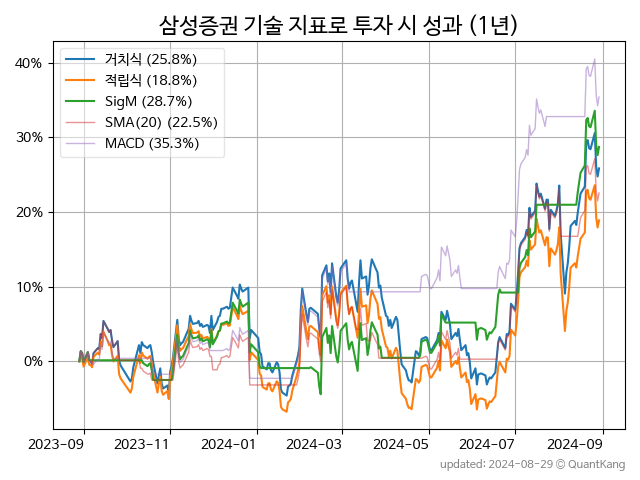 삼성증권 기술 지표로 투자 시 성과 (1년)
거치식 (25.8%)
적립식 (18.8%)
SigM (28.7%)
SMA(20) (22.5%)
MACD (35.3%)
40%
30%
20%
10%
0%
2023-09 2023-11 2024-01 2024-03 2024-05 2024-07 2024-09
updated: 2024-08-29 © QuantKang